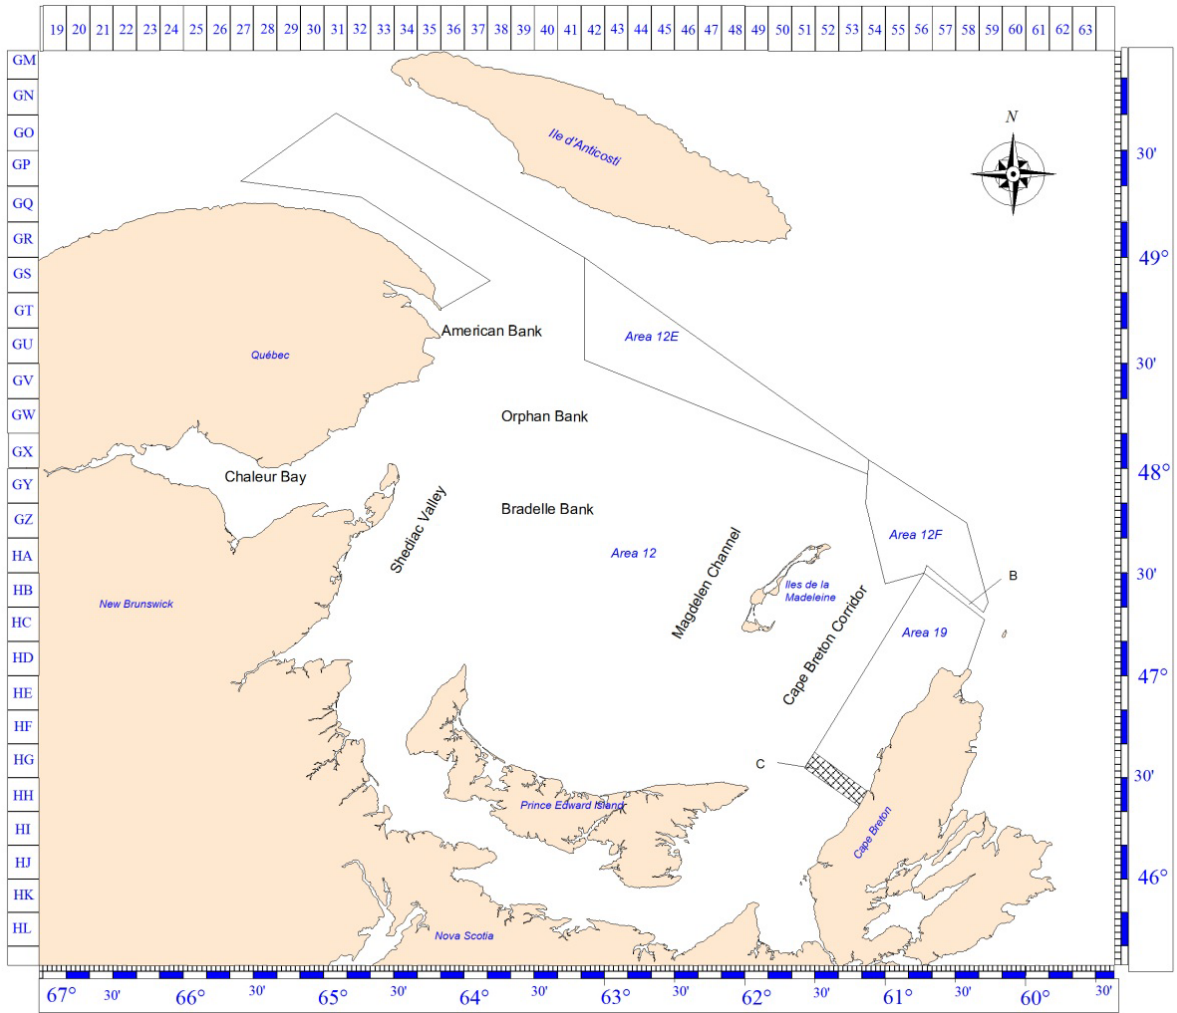 19 20 21 22 23 24 25 26 27 28 29 30 31 32 33 34 35 36 37 38 39 40 41 42 43 44 45 46 47 48 49 50 51 52 53 54 55 56 57 58 59 60 61 62 63
GM
GN
GO
N
Ile d'Anticosti
30'
GP
GQ
GR
49°
GS
GT
American Bank
Area 12E
GU
Québec
30'
GV
GW
Orphan Bank
GX
48°
Chaleur Bay
GY
GZ
Shediac Valley
Bradelle Bank
Area 12F
HA
Area 12
Magdelen Channel
30'
B
HB
Iles de la
Madeleine
New Brunswick
HC
Area 19
Cape Breton Corridor
HD
47°
HE
HF
HG
C
30'
HH
Prince Edward Island
HI
Cape Breton
HJ
46°
HK
HL
Nova Scotia
67° 30' 66° 30' 65° 30' 64° 30' 63° 30' 62° 30' 61° 30' 60° 30'